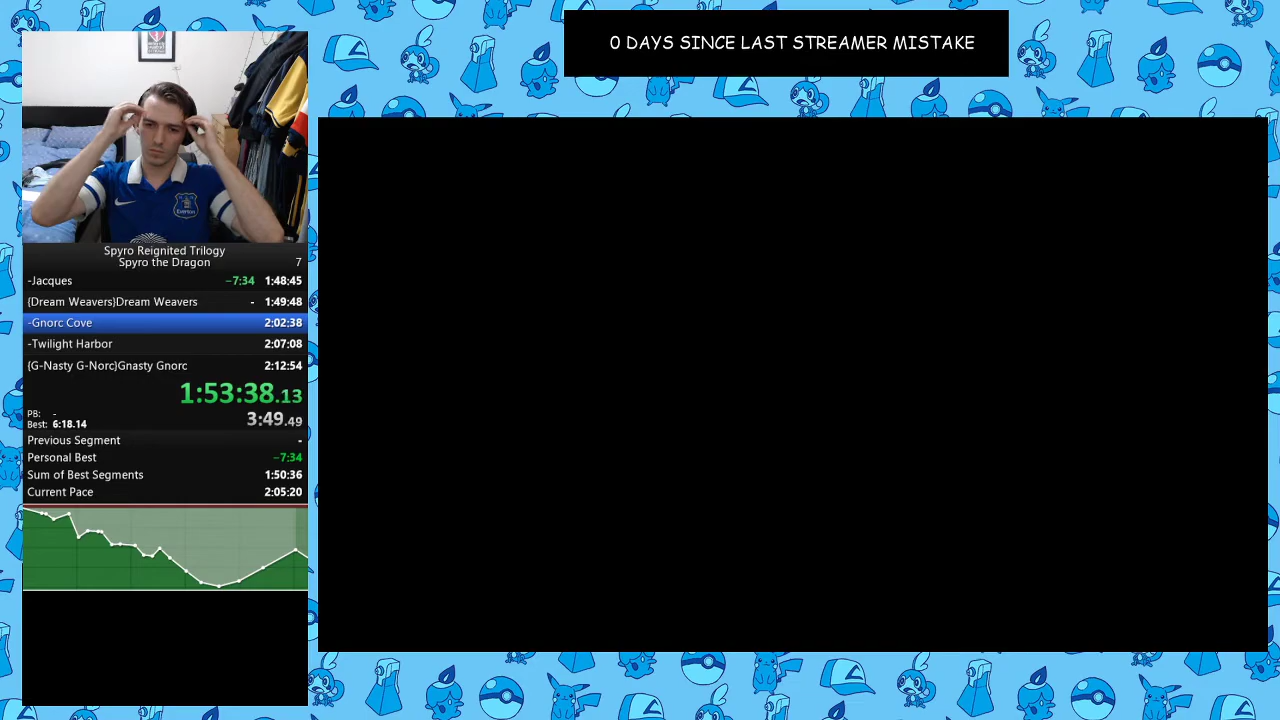 0 DAYS SINCE LAST STREAMER MISTAKE
Everton
Spyro Reignited Trilogy
Spyro the Dragon 7
-Jacques −7:34 1:48:45
{Dream Weavers}Dream Weavers - 1:49:48
-Gnorc Cove 2:02:38
-Twilight Harbor 2:07:08
{G-Nasty G-Norc}Gnasty Gnorc 2:12:54
1:53:38.13
PB: -
Best: 6:18.14 3:49.49
Previous Segment -
Personal Best −7:34
Sum of Best Segments 1:50:36
Current Pace 2:05:20